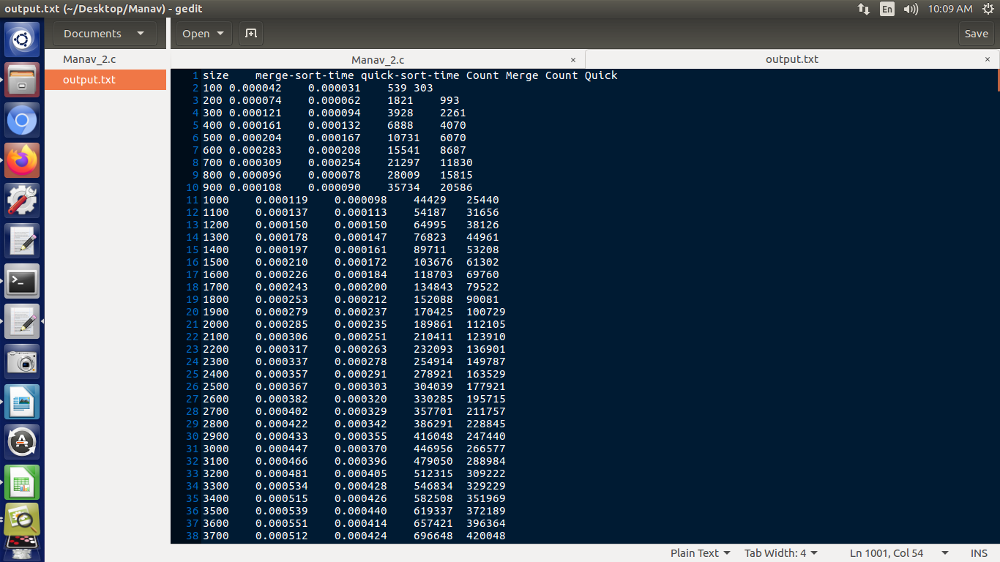 output.txt (~/Desktop/Manav) - gedit
En
10:09 AM
Documents
Open
Save
Manav_2.c
output.txt
Manav_2.c ×
output.txt ×
1 size merge-sort-time quick-sort-time Count Merge Count Quick
2 100 0.000042 0.000031 539 303
3 200 0.000074 0.000062 1821 993
4 300 0.000121 0.000094 3928 2261
5 400 0.000161 0.000132 6888 4070
6 500 0.000204 0.000167 10731 6070
7 600 0.000283 0.000208 15541 8687
8 700 0.000309 0.000254 21297 11830
9 800 0.000096 0.000078 28009 15815
10 900 0.000108 0.000090 35734 20586
11 1000 0.000119 0.000098 44429 25440
12 1100 0.000137 0.000113 54187 31656
13 1200 0.000150 0.000150 64995 38126
14 1300 0.000178 0.000147 76823 44961
15 1400 0.000197 0.000161 89711 53208
16 1500 0.000210 0.000172 103676 61302
17 1600 0.000226 0.000184 118703 69760
18 1700 0.000243 0.000200 134843 79522
19 1800 0.000253 0.000212 152088 90081
20 1900 0.000279 0.000237 170425 100729
21 2000 0.000285 0.000235 189861 112105
22 2100 0.000306 0.000251 210411 123910
23 2200 0.000317 0.000263 232093 136901
24 2300 0.000337 0.000278 254914 149787
25 2400 0.000357 0.000291 278921 163529
26 2500 0.000367 0.000303 304039 177921
27 2600 0.000382 0.000320 330285 195715
28 2700 0.000402 0.000329 357701 211757
29 2800 0.000422 0.000342 386291 228845
30 2900 0.000433 0.000355 416048 247440
31 3000 0.000447 0.000370 446956 266577
32 3100 0.000466 0.000396 479050 288984
33 3200 0.000481 0.000405 512315 309222
34 3300 0.000534 0.000428 546834 329229
35 3400 0.000515 0.000426 582508 351969
36 3500 0.000539 0.000440 619337 372189
37 3600 0.000551 0.000414 657421 396364
38 3700 0.000512 0.000424 696648 420048
Plain Text Tab Width: 4 Ln 1001, Col 54 INS